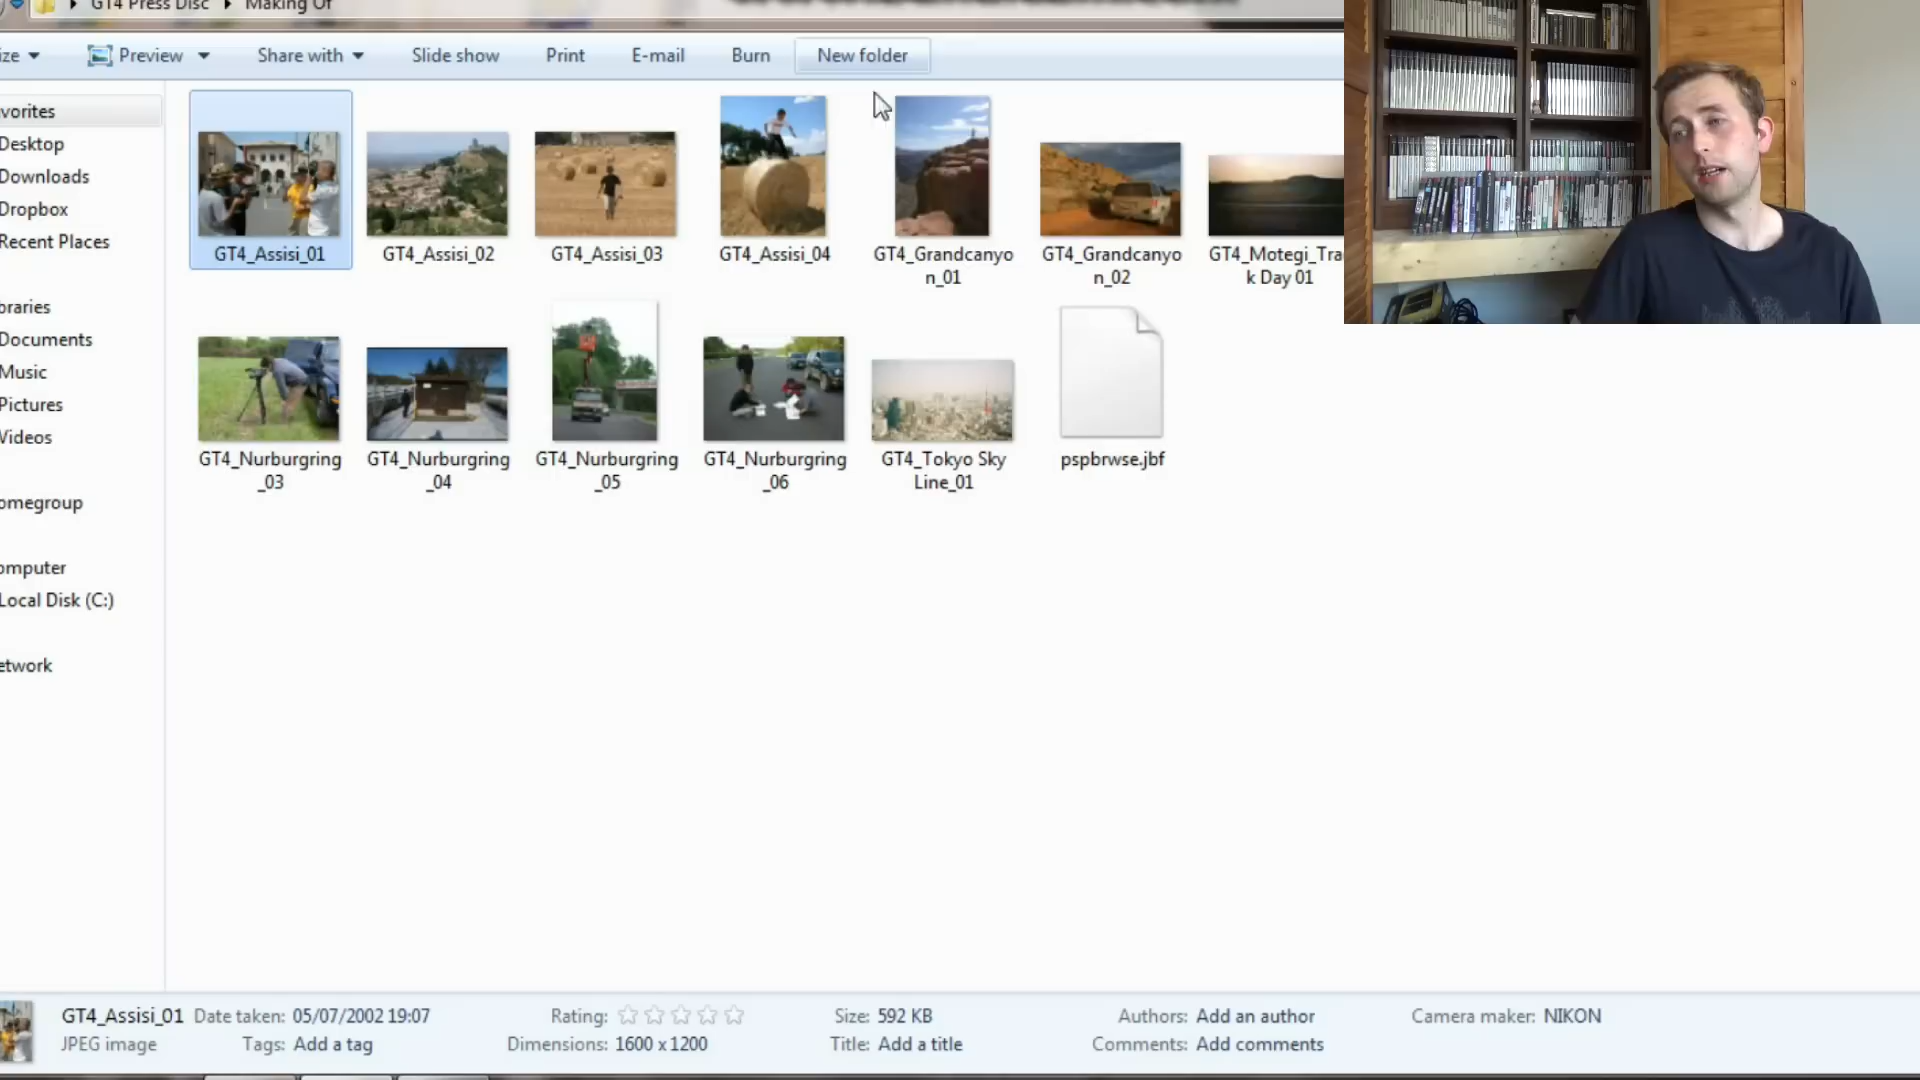 GT4 Press Disc Making Of
ize Preview Share with Slide show Print E-mail Burn New folder
vorites
Desktop
Downloads
Dropbox
Recent Places
braries
Documents
Music
Pictures
Videos
omegroup
omputer
Local Disk (C:)
etwork
GT4_Assisi_01
GT4_Assisi_02
GT4_Assisi_03
GT4_Assisi_04
GT4_Grandcanyo
n_01
GT4_Grandcanyo
n_02
GT4_Motegi_Tra
k Day 01
GT4_Nurburgring
_03
GT4_Nurburgring
_04
GT4_Nurburgring
_05
GT4_Nurburgring
_06
GT4_Tokyo Sky
Line_01
pspbrwse.jbf
GT4_Assisi_01 Date taken: 05/07/2002 19:07 Rating: Size: 592 KB Authors: Add an author Camera maker: NIKON
JPEG image Tags: Add a tag Dimensions: 1600 x 1200 Title: Add a title Comments: Add comments